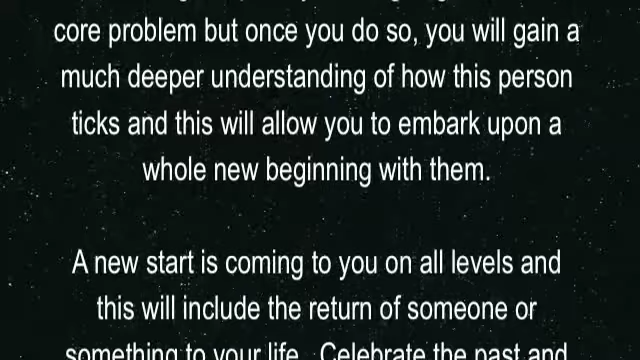 core problem but once you do so, you will gain a
much deeper understanding of how this person
ticks and this will allow you to embark upon a
whole new beginning with them.
A new start is coming to you on all levels and
this will include the return of someone or
something to your life. Celebrate the past and